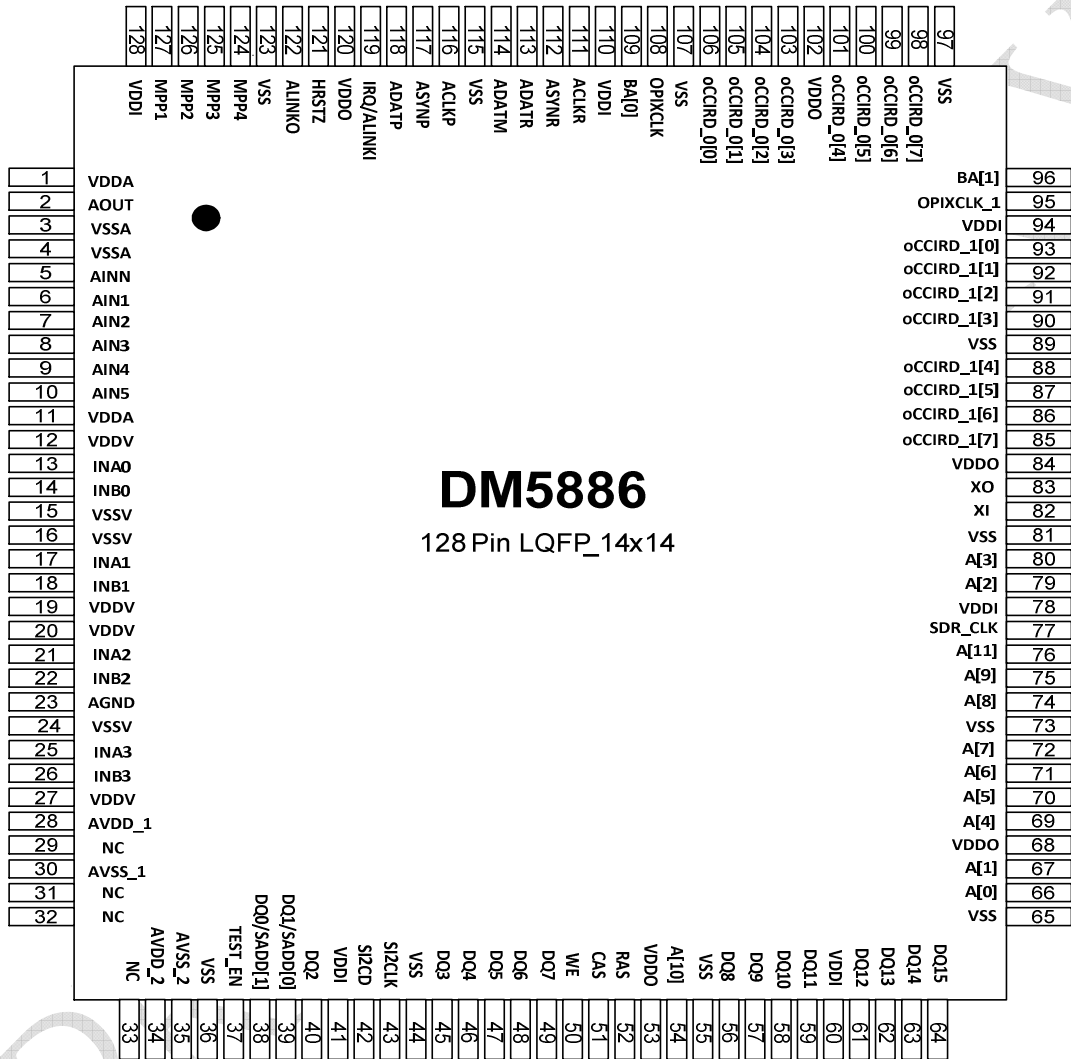 128 127 126 125 124 123 122 121 120 119 118 117 116 115 114 113 112 111 110 109 108 107 106 105 104 103 102 101 100 99 98 97
VDDI MPP1 MPP2 MPP3 MPP4 VSS ALINKO HRSTZ VDDO IRQ/ALINKI ADATP ASYNP ACLKP VSS ADATM ADATR ASYNR ACLKR VDDI BA[0] OPIXCLK VSS oCCIRD_0[0] oCCIRD_0[1] oCCIRD_0[2] oCCIRD_0[3] VDDO oCCIRD_0[4] oCCIRD_0[5] oCCIRD_0[6] oCCIRD_0[7] VSS
1 VDDA
2 AOUT
3 VSSA
4 VSSA
5 AINN
6 AIN1
7 AIN2
8 AIN3
9 AIN4
10 AIN5
11 VDDA
12 VDDV
13 INA0
14 INB0
15 VSSV
16 VSSV
17 INA1
18 INB1
19 VDDV
20 VDDV
21 INA2
22 INB2
23 AGND
24 VSSV
25 INA3
26 INB3
27 VDDV
28 AVDD_1
29 NC
30 AVSS_1
31 NC
32 NC
DM5886
128 Pin LQFP_14x14
BA[1] 96
OPIXCLK_1 95
VDDI 94
oCCIRD_1[0] 93
oCCIRD_1[1] 92
oCCIRD_1[2] 91
oCCIRD_1[3] 90
VSS 89
oCCIRD_1[4] 88
oCCIRD_1[5] 87
oCCIRD_1[6] 86
oCCIRD_1[7] 85
VDDO 84
XO 83
XI 82
VSS 81
A[3] 80
A[2] 79
VDDI 78
SDR_CLK 77
A[11] 76
A[9] 75
A[8] 74
VSS 73
A[7] 72
A[6] 71
A[5] 70
A[4] 69
VDDO 68
A[1] 67
A[0] 66
VSS 65
NC AVDD_2 AVSS_2 VSS TEST_EN DQ0/SADD[1] DQ1/SADD[0] DQ2 VDDI SI2CD SI2CLK VSS DQ3 DQ4 DQ5 DQ6 DQ7 WE CAS RAS VDDO A[10] VSS DQ8 DQ9 DQ10 DQ11 VDDI DQ12 DQ13 DQ14 DQ15
33 34 35 36 37 38 39 40 41 42 43 44 45 46 47 48 49 50 51 52 53 54 55 56 57 58 59 60 61 62 63 64